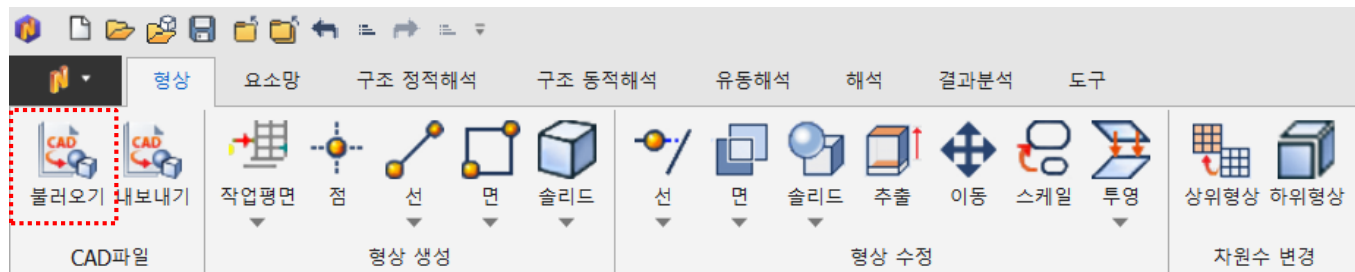 형상 요소망 구조 정적해석 구조 동적해석 유동해석 해석 결과분석 도구
CAD CAD
불러오기 내보내기 작업평면 점 선 면 솔리드 선 면 솔리드 추출 이동 스케일 투영 상위형상 하위형상
CAD파일 형상 생성 형상 수정 차원수 변경